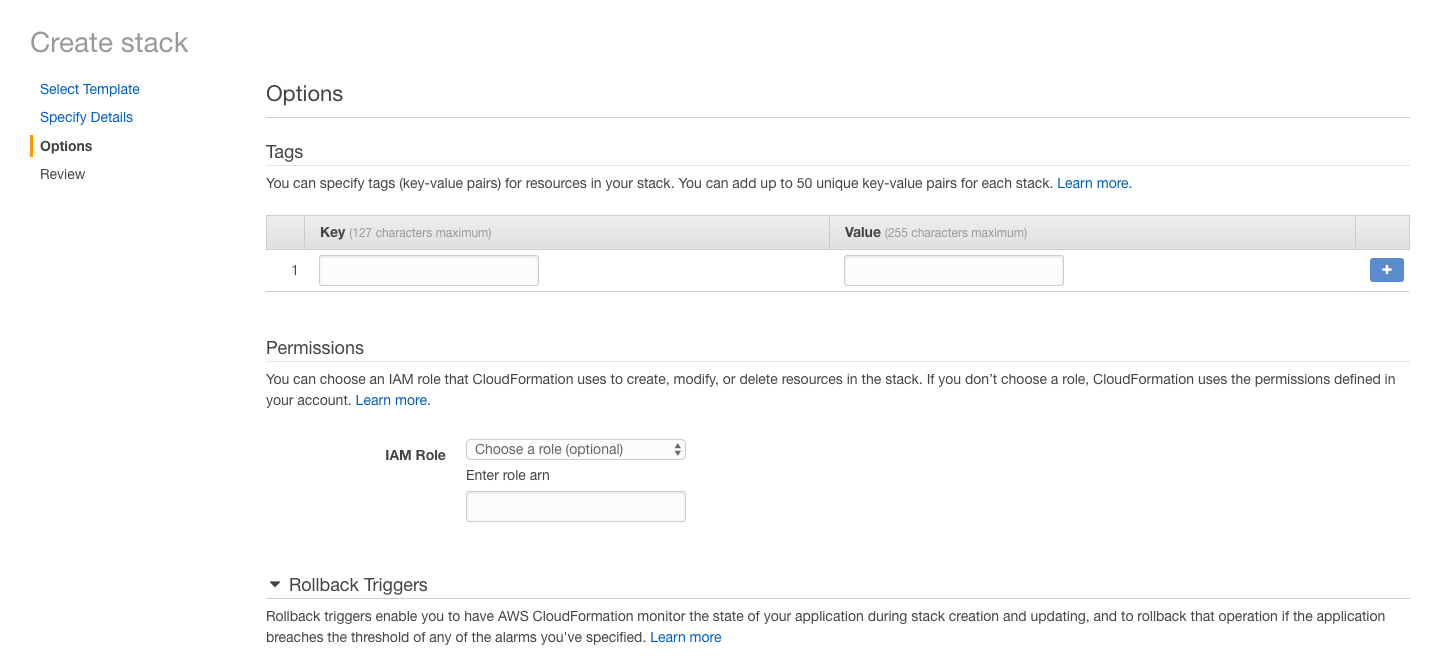 Create stack
Select Template
Specify Details
Options
Review
Options
Tags
You can specify tags (key-value pairs) for resources in your stack. You can add up to 50 unique key-value pairs for each stack. Learn more.
Key (127 characters maximum) Value (255 characters maximum)
1 +
Permissions
You can choose an IAM role that CloudFormation uses to create, modify, or delete resources in the stack. If you don’t choose a role, CloudFormation uses the permissions defined in
your account. Learn more.
IAM Role Choose a role (optional)
Enter role arn
Rollback Triggers
Rollback triggers enable you to have AWS CloudFormation monitor the state of your application during stack creation and updating, and to rollback that operation if the application
breaches the threshold of any of the alarms you've specified. Learn more